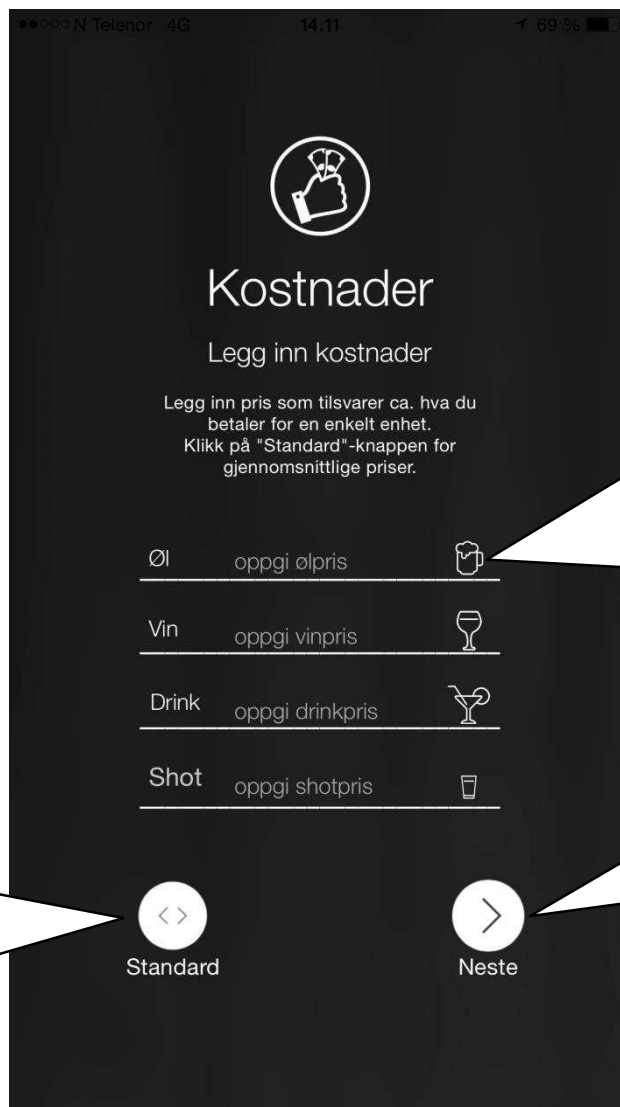 N Telenor 4G 14.11 69 %
Kostnader
Legg inn kostnader
Legg inn pris som tilsvarer ca. hva du
betaler for en enkelt enhet.
Klikk på "Standard"-knappen for
gjennomsnittlige priser.
Øl oppgi ølpris
Vin oppgi vinpris
Drink oppgi drinkpris
Shot oppgi shotpris
Standard Neste